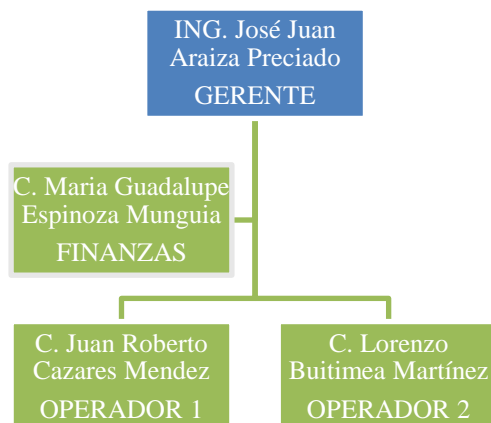 ING. José Juan
Araiza Preciado
GERENTE
C. Maria Guadalupe
Espinoza Munguia
FINANZAS
C. Juan Roberto
Cazares Mendez
OPERADOR 1
C. Lorenzo
Buitimea Martínez
OPERADOR 2